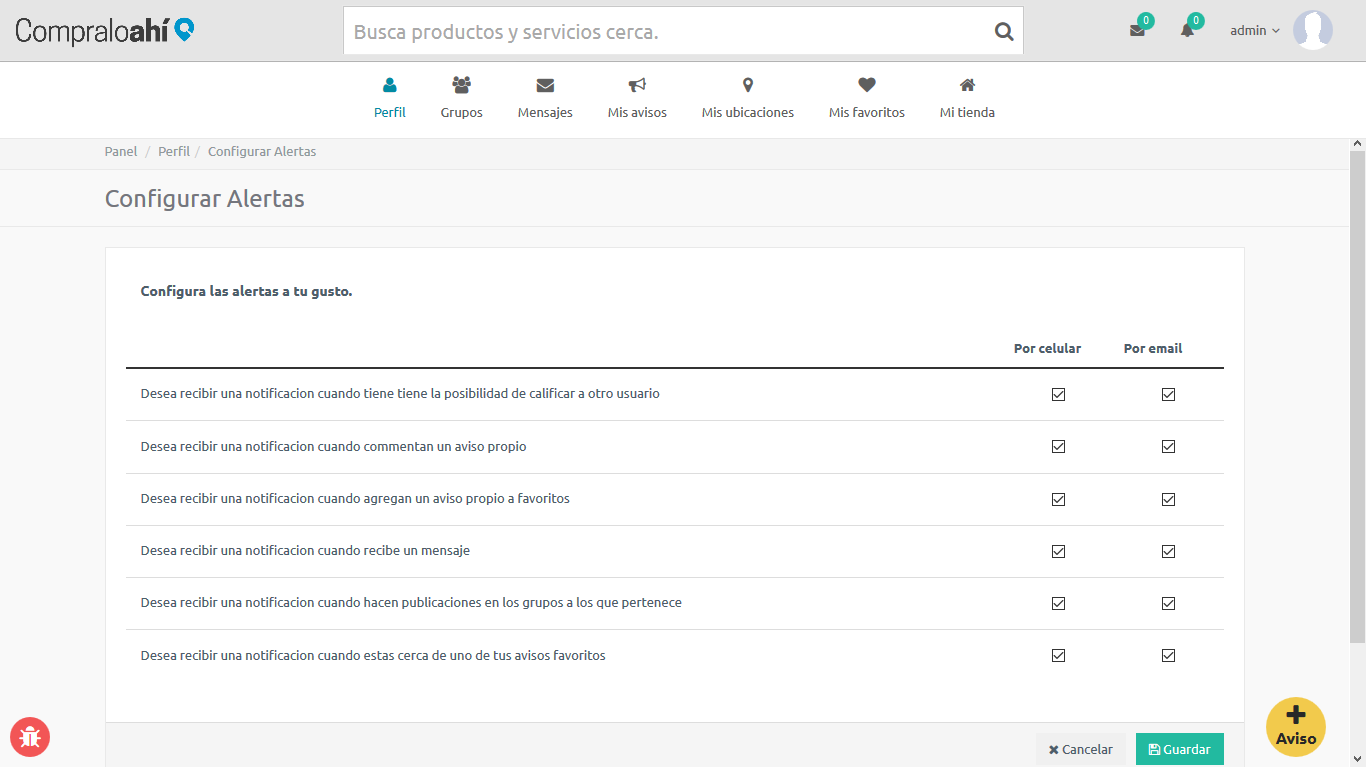 Compraloahí
Busca productos y servicios cerca.
0
0
admin
Perfil
Grupos
Mensajes
Mis avisos
Mis ubicaciones
Mis favoritos
Mi tienda
Panel / Perfil / Configurar Alertas
Configurar Alertas
Configura las alertas a tu gusto.
Por celular Por email
Desea recibir una notificacion cuando tiene tiene la posibilidad de calificar a otro usuario
Desea recibir una notificacion cuando commentan un aviso propio
Desea recibir una notificacion cuando agregan un aviso propio a favoritos
Desea recibir una notificacion cuando recibe un mensaje
Desea recibir una notificacion cuando hacen publicaciones en los grupos a los que pertenece
Desea recibir una notificacion cuando estas cerca de uno de tus avisos favoritos
Cancelar
Guardar
Aviso